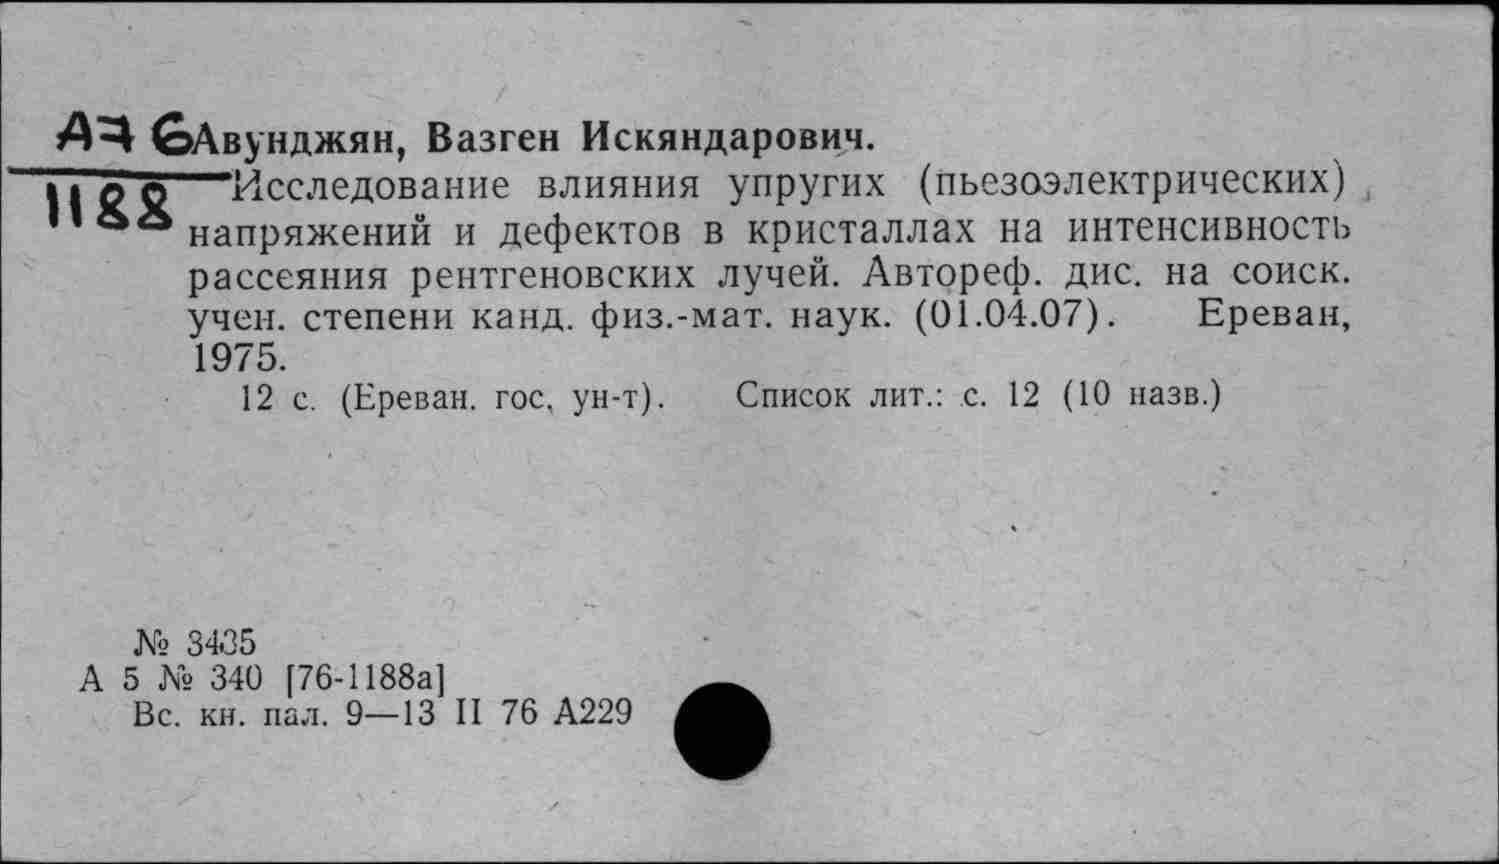 А76 Авунджян, Вазген Искяндарович.
1188 Исследование влияния упругих (пьезоэлектрических)
напряжений и дефектов в кристаллах на интенсивность
рассеяния рентгеновских лучей. Автореф. дис. на соиск.
учен. степени канд. физ.-мат. наук. (01.04.07). Ереван,
1975.
12 с. (Ереван. гос. ун-т). Список лит.: с. 12 (10 назв.)
№ 3435
А 5 № 340 [76-1188а]
Вс. кн. пал. 9—13 II 76 А229